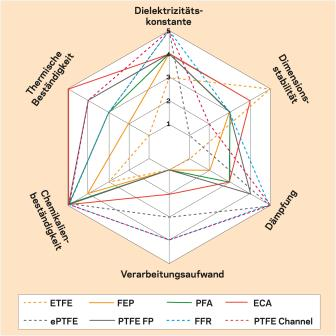 Dielektrizitäts-
konstante
5
4
3
2
1
Dimensions-
stabilität
Thermische
Beständigkeit
Chemikalien-
beständigkeit
Dämpfung
Verarbeitungsaufwand
ETFE FEP PFA ECA
ePTFE PTFE FP FFR PTFE Channel